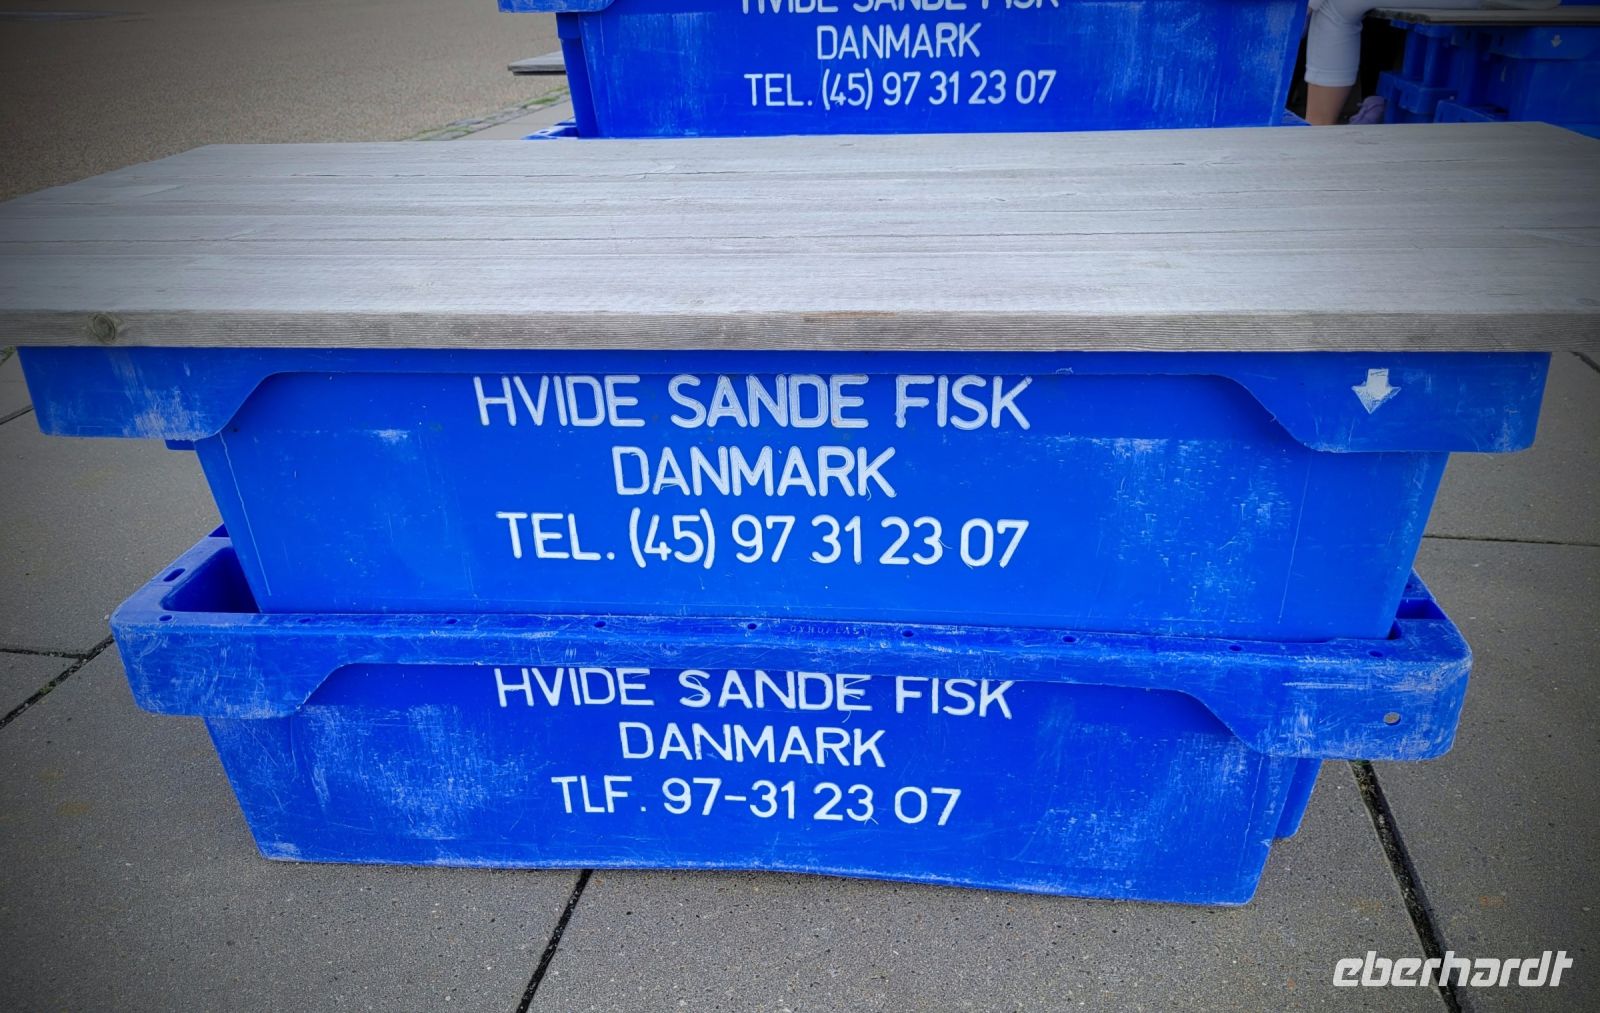 HVIDE SANDE FISK
DANMARK
TEL. (45) 97 31 23 07
HVIDE SANDE FISK
DANMARK
TEL. (45) 97 31 23 07
HVIDE SANDE FISK
DANMARK
TLF. 97-31 23 07
eberhardt